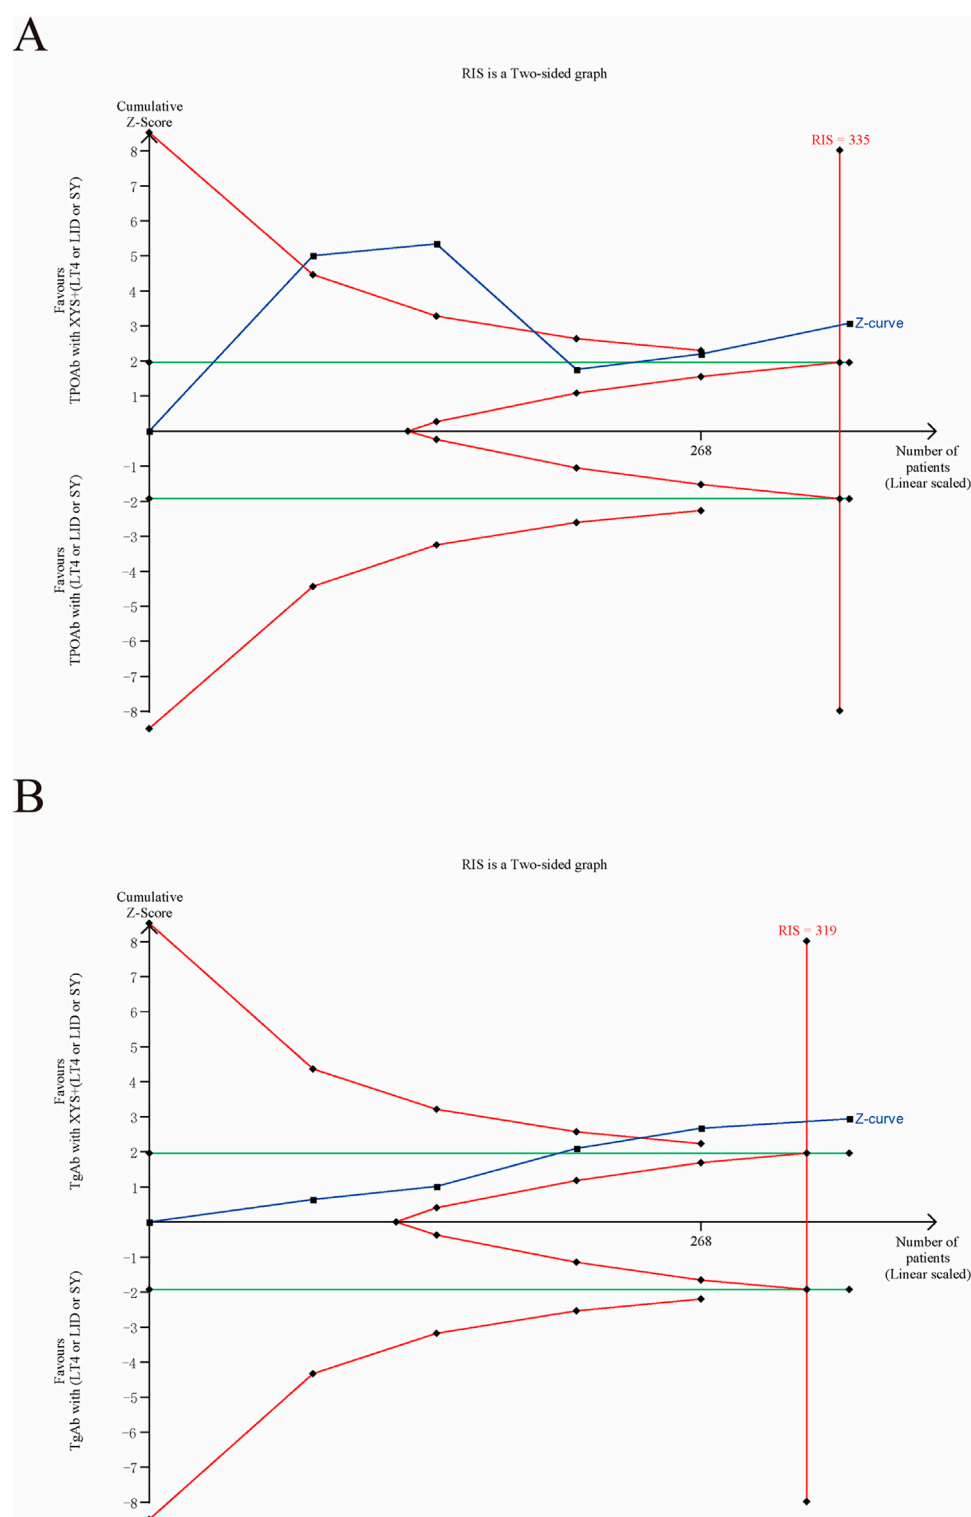 A
RIS is a Two-sided graph
Cumulative
Z-Score
RIS = 335
8
7
6
5
4
3
2
1
-1
-2
-3
-4
-5
-6
-7
-8
Favours
TPOAb with XYS+(LT4 or LID or SY)
Favours
TPOAb with (LT4 or LID or SY)
Z-curve
268
Number of
patients
(Linear scaled)
B
RIS is a Two-sided graph
Cumulative
Z-Score
RIS = 319
8
7
6
5
4
3
2
1
-1
-2
-3
-4
-5
-6
-7
-8
Favours
TgAb with XYS+(LT4 or LID or SY)
Favours
TgAb with (LT4 or LID or SY)
Z-curve
268
Number of
patients
(Linear scaled)